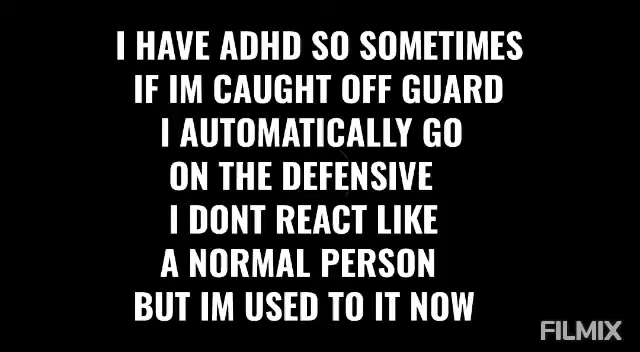 I HAVE ADHD SO SOMETIMES
IF IM CAUGHT OFF GUARD
I AUTOMATICALLY GO
ON THE DEFENSIVE
I DONT REACT LIKE
A NORMAL PERSON
BUT IM USED TO IT NOW
FILMIX